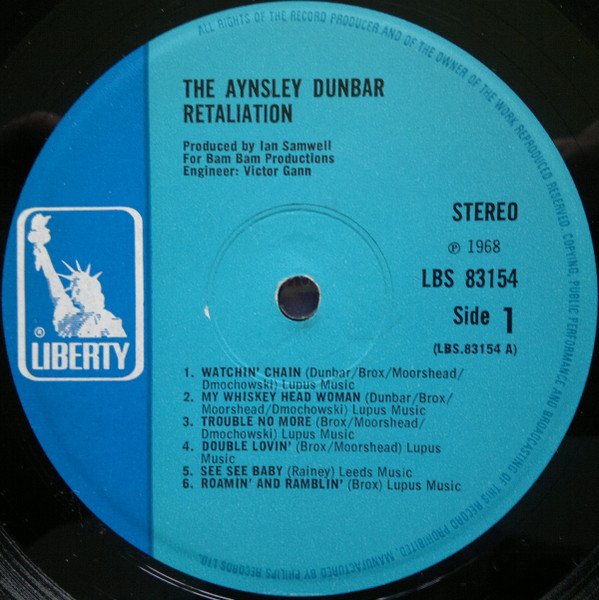 ALL RIGHTS OF THE RECORD PRODUCER AND OF THE OWNER OF THE WORK REPRODUCED RESERVED. COPYING, PUBLIC PERFORMANCE AND BROADCASTING OF THIS RECORD PROHIBITED. MANUFACTURED BY PHILIPS RECORDS LTD.
THE AYNSLEY DUNBAR
RETALIATION
Produced by Ian Samwell
For Bam Bam Productions
Engineer: Victor Gann
STEREO
℗ 1968
LBS 83154
Side 1
(LBS.83154 A)
®
LIBERTY
1. WATCHIN' CHAIN (Dunbar/Brox/Moorshead/
Dmochowski) Lupus Music
2. MY WHISKEY HEAD WOMAN (Dunbar/Brox/
Moorshead/Dmochowski) Lupus Music
3. TROUBLE NO MORE (Brox/Moorshead/
Dmochowski) Lupus Music
4. DOUBLE LOVIN' (Brox/Moorshead) Lupus
Music
5. SEE SEE BABY (Rainey) Leeds Music
6. ROAMIN' AND RAMBLIN' (Brox) Lupus Music